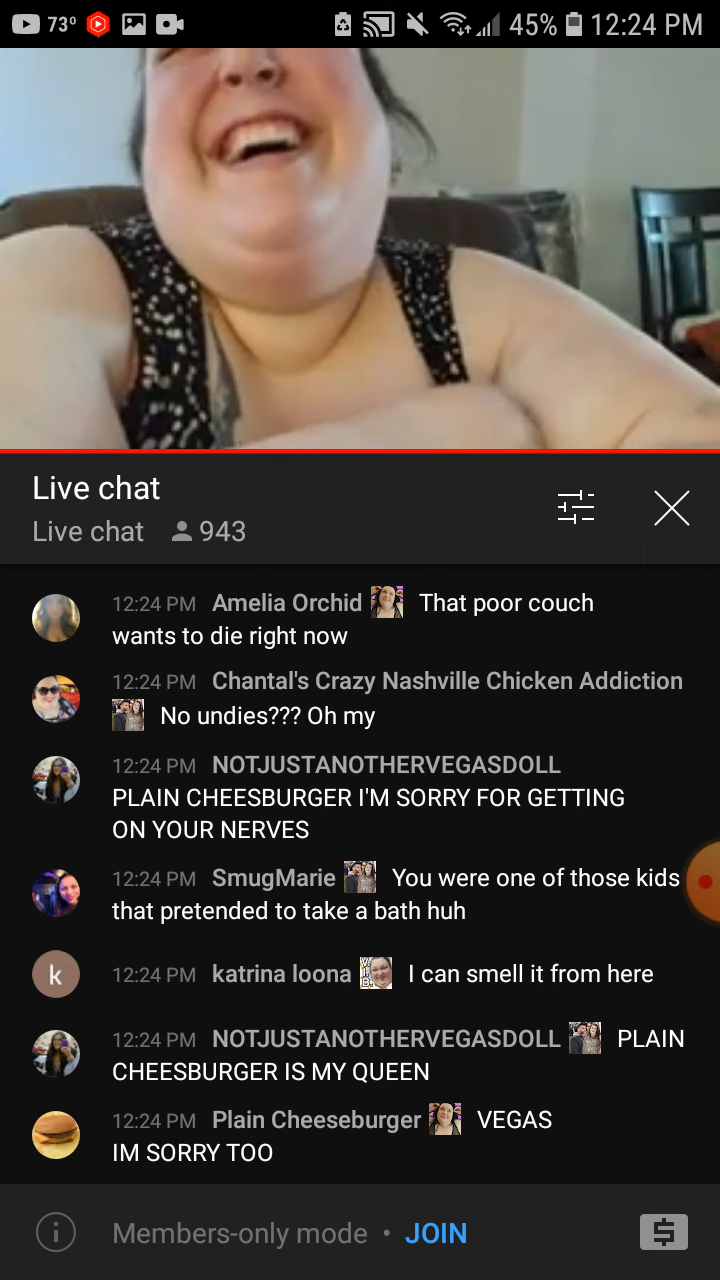 73° 45% 12:24 PM
Live chat
Live chat 943
12:24 PM Amelia Orchid That poor couch
wants to die right now
12:24 PM Chantal's Crazy Nashville Chicken Addiction
No undies??? Oh my
12:24 PM NOTJUSTANOTHERVEGASDOLL
PLAIN CHEESBURGER I'M SORRY FOR GETTING
ON YOUR NERVES
12:24 PM SmugMarie You were one of those kids
that pretended to take a bath huh
k 12:24 PM katrina loona I can smell it from here
12:24 PM NOTJUSTANOTHERVEGASDOLL PLAIN
CHEESBURGER IS MY QUEEN
12:24 PM Plain Cheeseburger VEGAS
IM SORRY TOO
Members-only mode • JOIN